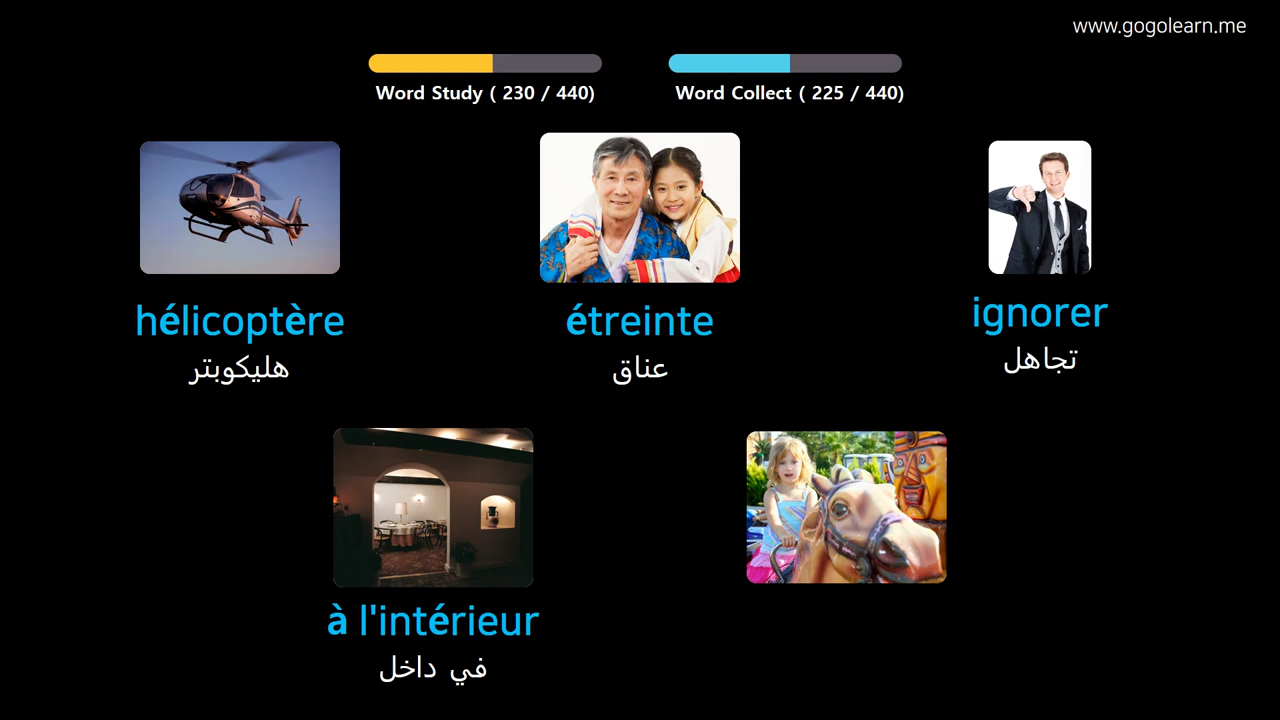 www.gogolearn.me
Word Study ( 230 / 440)
Word Collect ( 225 / 440)
hélicoptère
هليكوبتر
étreinte
عناق
ignorer
تجاهل
à l'intérieur
في داخل